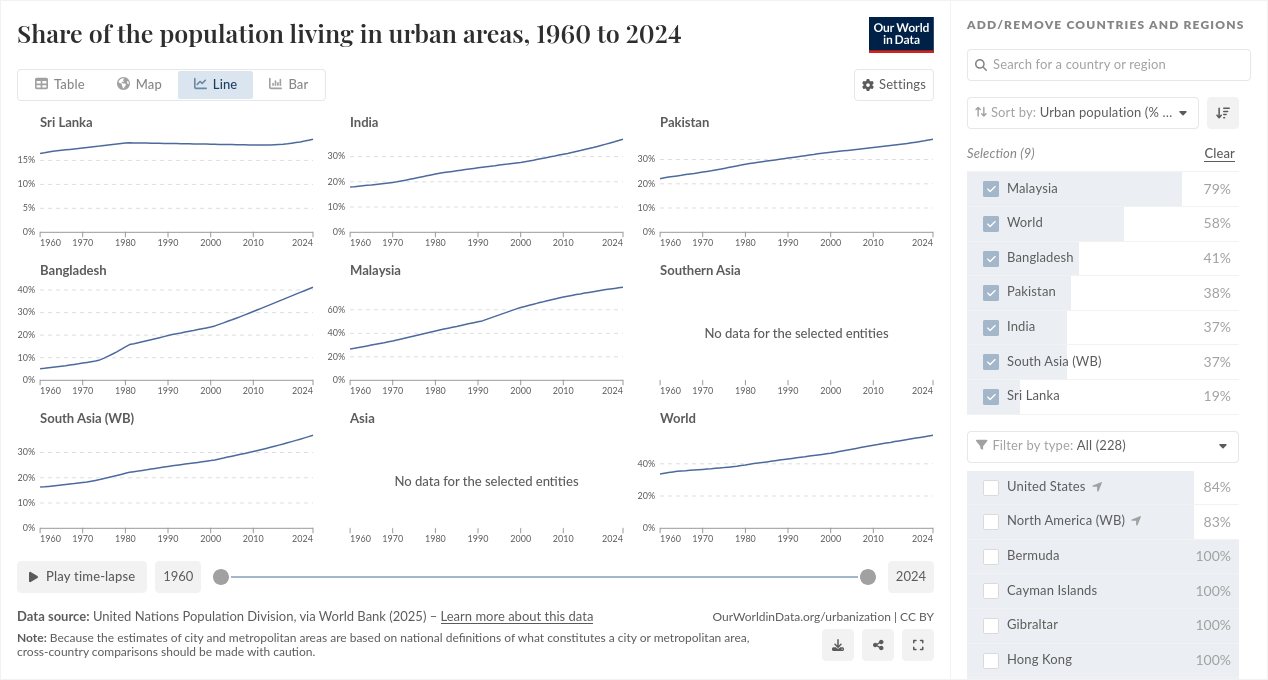 Share of the population living in urban areas, 1960 to 2024
Our World
in Data
Table
Map
Line
Bar
Settings
Sri Lanka
15%
10%
5%
0%
1960 1970 1980 1990 2000 2010 2024
India
30%
20%
10%
0%
1960 1970 1980 1990 2000 2010 2024
Pakistan
30%
20%
10%
0%
1960 1970 1980 1990 2000 2010 2024
Bangladesh
40%
30%
20%
10%
0%
1960 1970 1980 1990 2000 2010 2024
Malaysia
60%
40%
20%
0%
1960 1970 1980 1990 2000 2010 2024
Southern Asia
No data for the selected entities
1960 1970 1980 1990 2000 2010 2024
South Asia (WB)
30%
20%
10%
0%
1960 1970 1980 1990 2000 2010 2024
Asia
No data for the selected entities
1960 1970 1980 1990 2000 2010 2024
World
40%
20%
0%
1960 1970 1980 1990 2000 2010 2024
Play time-lapse
1960
2024
Data source: United Nations Population Division, via World Bank (2025) – Learn more about this data
OurWorldinData.org/urbanization | CC BY
Note: Because the estimates of city and metropolitan areas are based on national definitions of what constitutes a city or metropolitan area,
cross-country comparisons should be made with caution.
ADD/REMOVE COUNTRIES AND REGIONS
Search for a country or region
Sort by: Urban population (% ...
Selection (9)
Clear
Malaysia 79%
World 58%
Bangladesh 41%
Pakistan 38%
India 37%
South Asia (WB) 37%
Sri Lanka 19%
Filter by type: All (228)
United States 84%
North America (WB) 83%
Bermuda 100%
Cayman Islands 100%
Gibraltar 100%
Hong Kong 100%